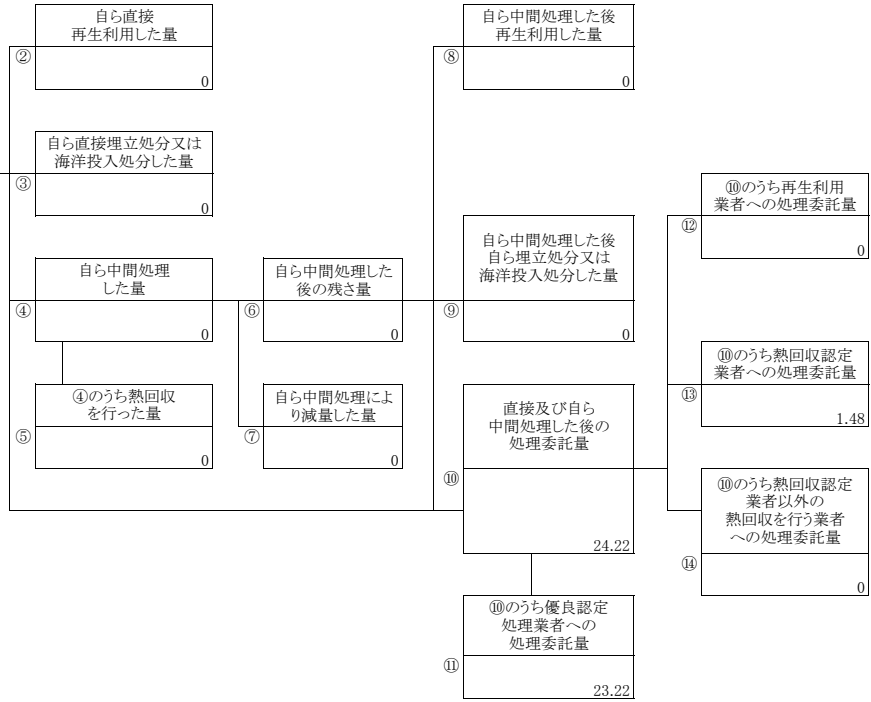 自ら直接
再生利用した量
②
0
自ら直接埋立処分又は
海洋投入処分した量
③
0
自ら中間処理
した量
④
0
④のうち熱回収
を行った量
⑤
0
自ら中間処理した
後の残さ量
⑥
0
自ら中間処理によ
り減量した量
⑦
0
自ら中間処理した後
再生利用した量
⑧
0
自ら中間処理した後
自ら埋立処分又は
海洋投入処分した量
⑨
0
直接及び自ら
中間処理した後の
処理委託量
⑩
24.22
⑩のうち優良認定
処理業者への
処理委託量
⑪
23.22
⑩のうち再生利用
業者への処理委託量
⑫
0
⑩のうち熱回収認定
業者への処理委託量
⑬
1.48
⑩のうち熱回収認定
業者以外の
熱回収を行う業者
への処理委託量
⑭
0